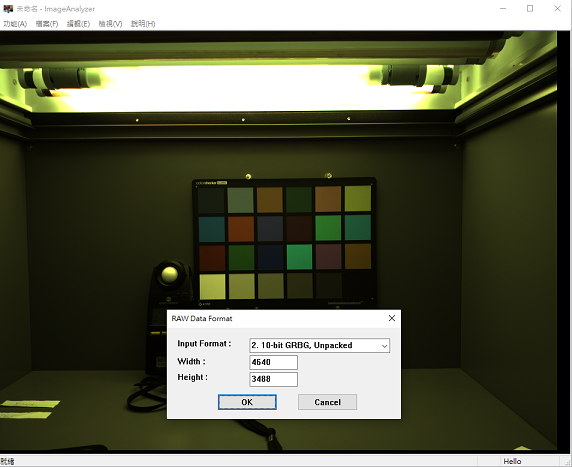 未命名 - ImageAnalyzer
功能(A) 檔案(F) 編輯(E) 檢視(V) 說明(H)
colorchecker
RAW Data Format
Input Format : 2. 10-bit GRBG, Unpacked
Width : 4640
Height : 3488
OK Cancel
就緒 Hello